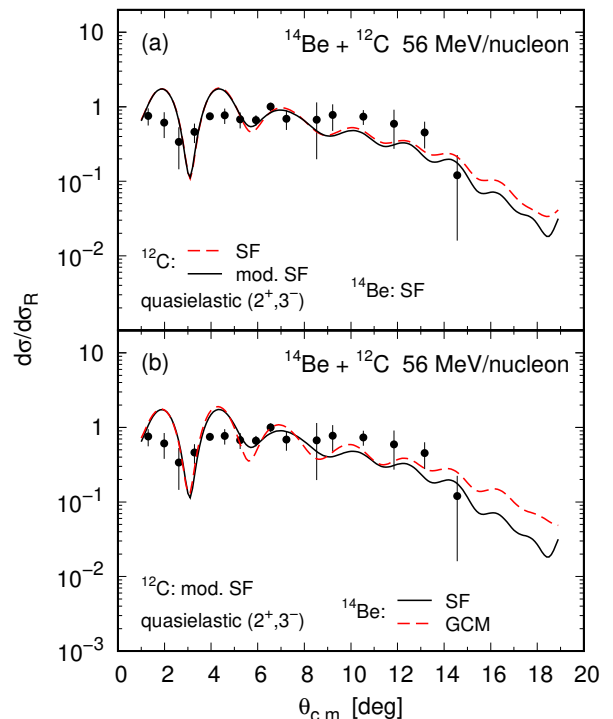 (a) ¹⁴Be + ¹²C 56 MeV/nucleon
10
1
10⁻¹
10⁻²
¹²C: SF
mod. SF
quasielastic (2⁺,3⁻)
¹⁴Be: SF
dσ/dσ_R
(b) ¹⁴Be + ¹²C 56 MeV/nucleon
10
1
10⁻¹
10⁻²
10⁻³
¹²C: mod. SF
quasielastic (2⁺,3⁻)
¹⁴Be: SF
GCM
0 2 4 6 8 10 12 14 16 18 20
θ_c.m. [deg]